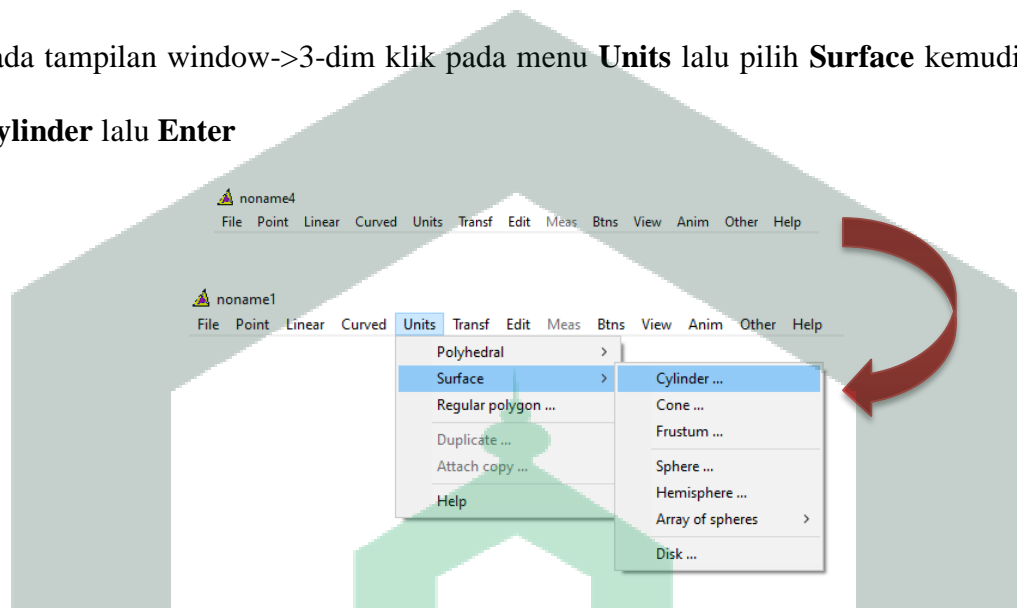 ada tampilan window->3-dim klik pada menu Units lalu pilih Surface kemudi
ylinder lalu Enter
noname4
File Point Linear Curved Units Transf Edit Meas Btns View Anim Other Help
noname1
File Point Linear Curved Units Transf Edit Meas Btns View Anim Other Help
Polyhedral >
Surface >
Regular polygon ...
Duplicate ...
Attach copy ...
Help
Cylinder ...
Cone ...
Frustum ...
Sphere ...
Hemisphere ...
Array of spheres >
Disk ...